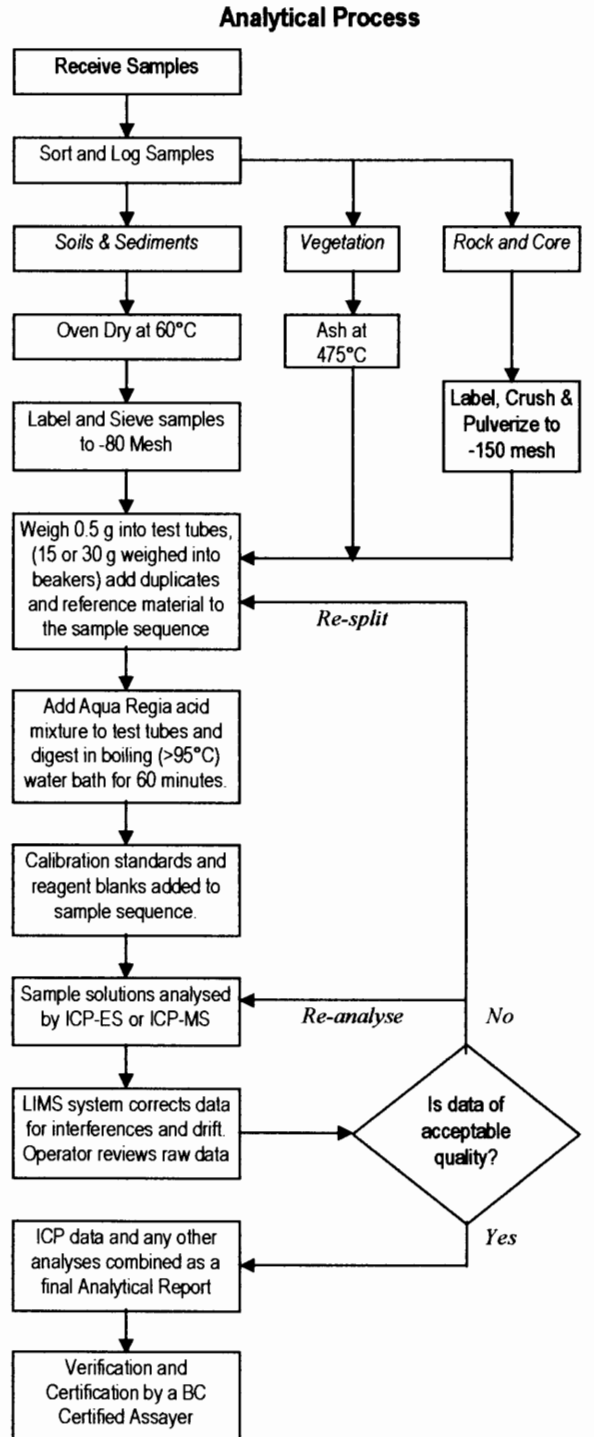 Analytical Process
Receive Samples
Sort and Log Samples
Soils & Sediments
Vegetation
Rock and Core
Oven Dry at 60°C
Ash at
475°C
Label and Sieve samples
to -80 Mesh
Label, Crush &
Pulverize to
-150 mesh
Weigh 0.5 g into test tubes,
(15 or 30 g weighed into
beakers) add duplicates
and reference material to
the sample sequence
Re-split
Add Aqua Regia acid
mixture to test tubes and
digest in boiling (>95°C)
water bath for 60 minutes.
Calibration standards and
reagent blanks added to
sample sequence.
Sample solutions analysed
by ICP-ES or ICP-MS
Re-analyse
No
LIMS system corrects data
for interferences and drift.
Operator reviews raw data
Is data of
acceptable
quality?
Yes
ICP data and any other
analyses combined as a
final Analytical Report
Verification and
Certification by a BC
Certified Assayer